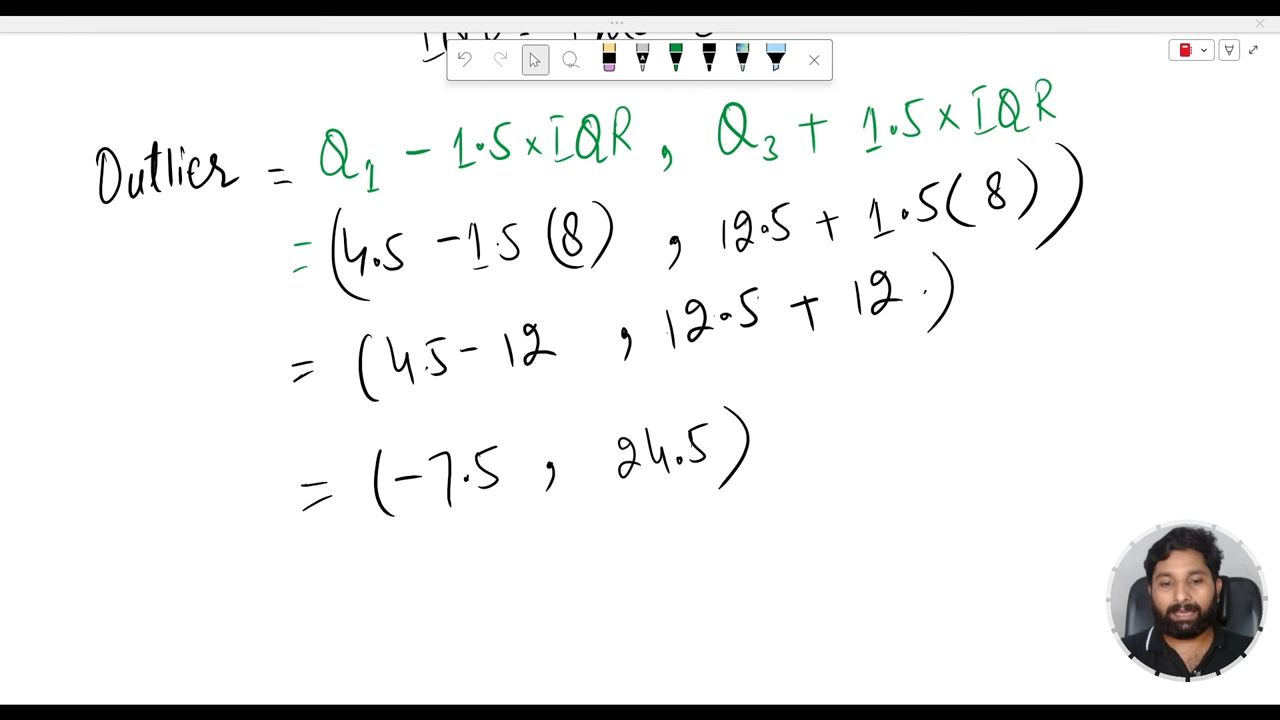 Outlier = Q1 - 1.5 × IQR , Q3 + 1.5 × IQR
= (4.5 - 1.5 (8) , 12.5 + 1.5 (8))
= (4.5 - 12 , 12.5 + 12.)
= (-7.5 , 24.5)